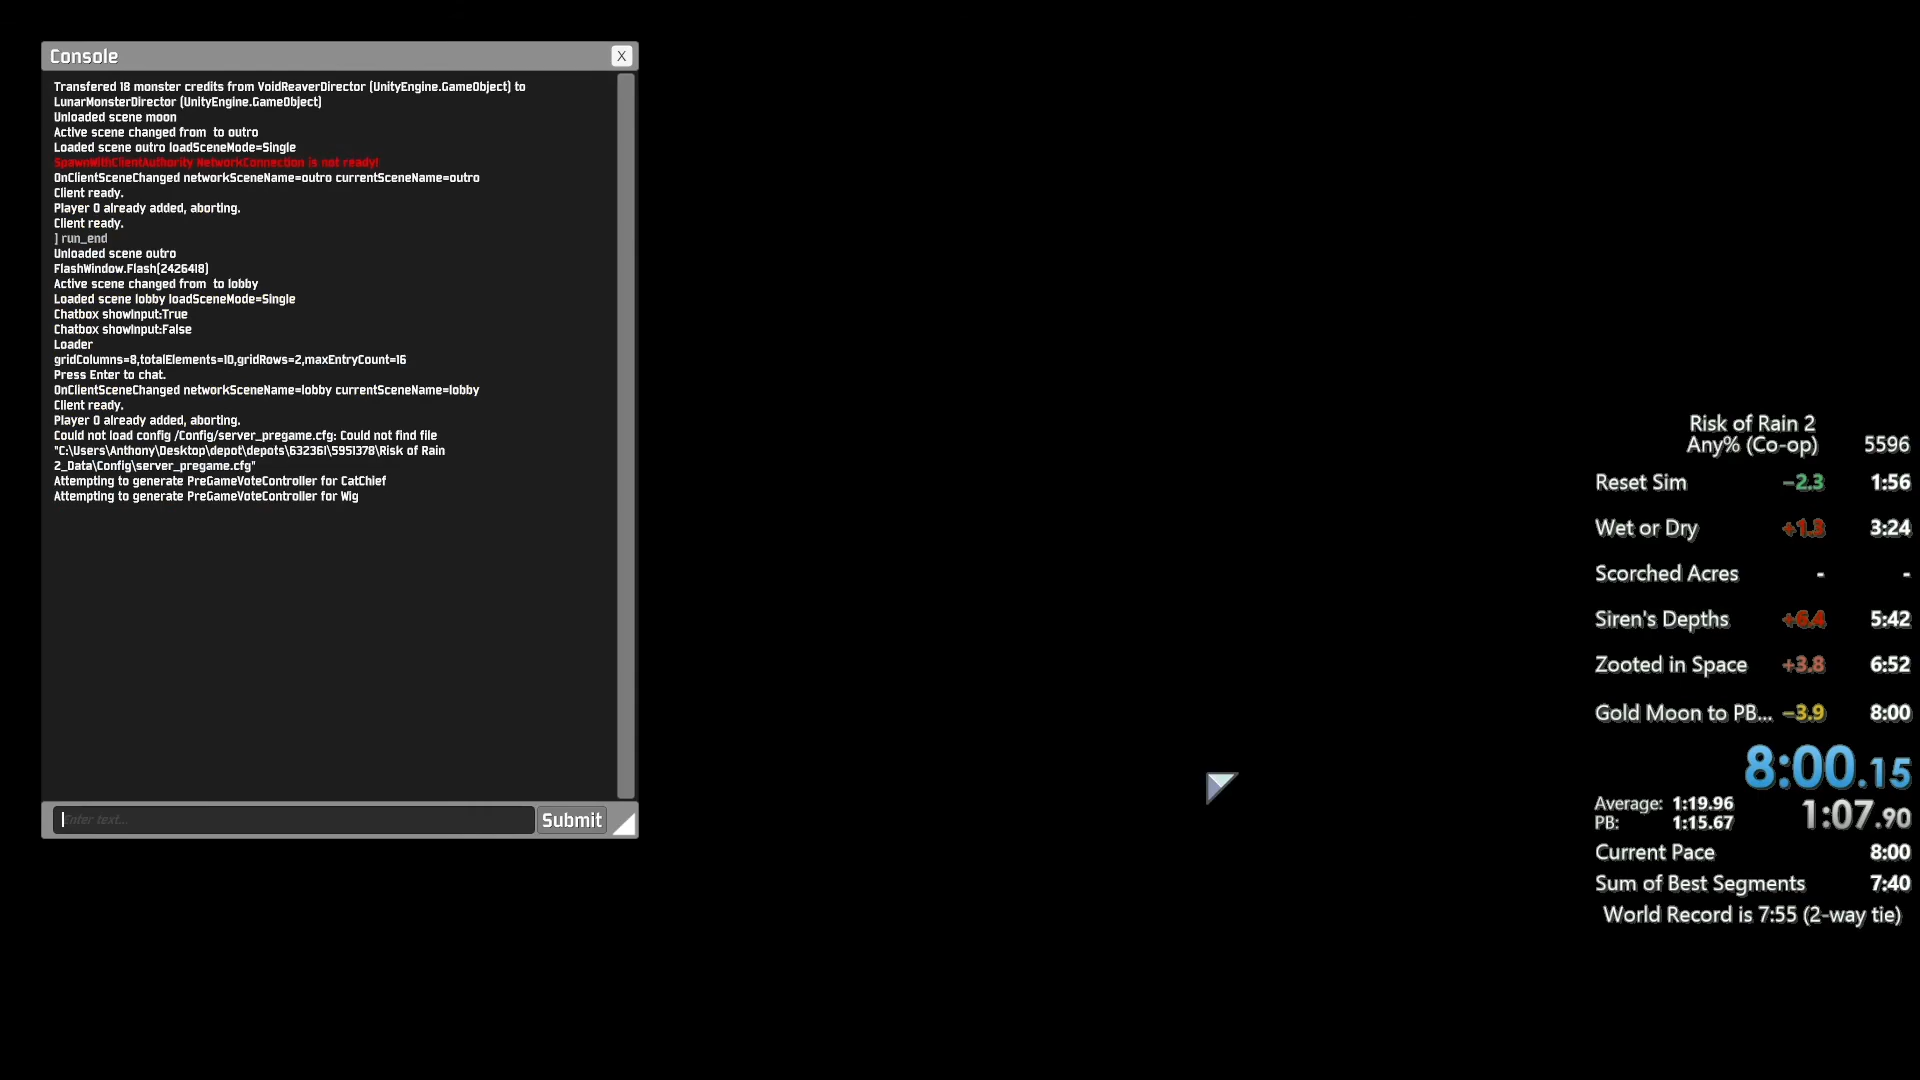 Console
X
Transfered 18 monster credits from VoidReaverDirector (UnityEngine.GameObject) to
LunarMonsterDirector (UnityEngine.GameObject)
Unloaded scene moon
Active scene changed from  to outro
Loaded scene outro loadSceneMode=Single
SpawnWithClientAuthority NetworkConnection is not ready!
OnClientSceneChanged networkSceneName=outro currentSceneName=outro
Client ready.
Player 0 already added, aborting.
Client ready.
] run_end
Unloaded scene outro
FlashWindow.Flash(2426418)
Active scene changed from  to lobby
Loaded scene lobby loadSceneMode=Single
Chatbox showInput:True
Chatbox showInput:False
Loader
gridColumns=8,totalElements=10,gridRows=2,maxEntryCount=16
Press Enter to chat.
OnClientSceneChanged networkSceneName=lobby currentSceneName=lobby
Client ready.
Player 0 already added, aborting.
Could not load config /Config/server_pregame.cfg: Could not find file
"C:\Users\Anthony\Desktop\depot\depots\632361\5951378\Risk of Rain
2_Data\Config\server_pregame.cfg"
Attempting to generate PreGameVoteController for CatChief
Attempting to generate PreGameVoteController for Wig
Enter text...
Submit
Risk of Rain 2
Any% (Co-op) 5596
Reset Sim -2.3 1:56
Wet or Dry +1.3 3:24
Scorched Acres - -
Siren's Depths +6.4 5:42
Zooted in Space +3.8 6:52
Gold Moon to PB... -3.9 8:00
8:00.15
Average: 1:19.96
PB: 1:15.67
1:07.90
Current Pace 8:00
Sum of Best Segments 7:40
World Record is 7:55 (2-way tie)